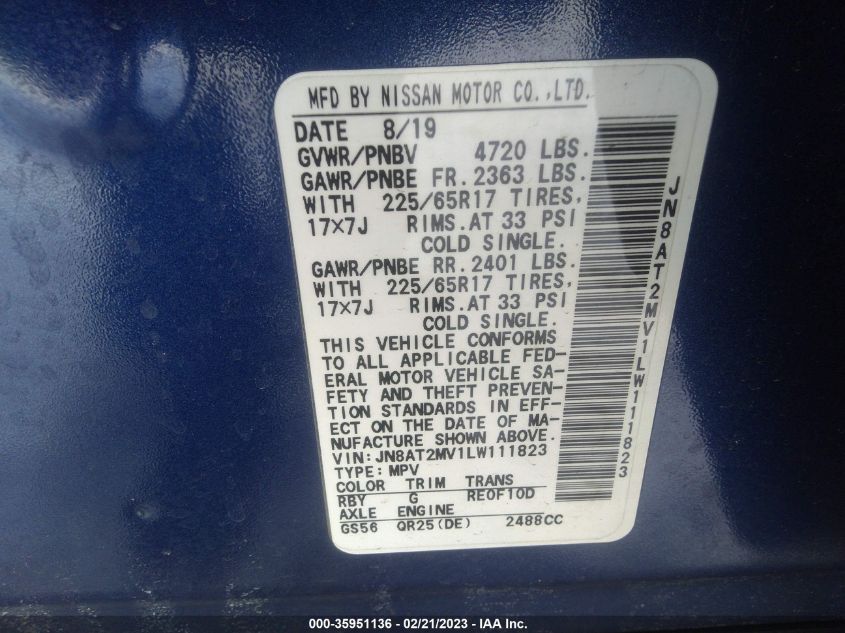 MFD BY NISSAN MOTOR CO.,LTD.
DATE 8/19
GVWR/PNBV 4720 LBS.
GAWR/PNBE FR.2363 LBS.
WITH 225/65R17 TIRES,
17×7J RIMS.AT 33 PSI
COLD SINGLE.
GAWR/PNBE RR.2401 LBS.
WITH 225/65R17 TIRES,
17×7J RIMS.AT 33 PSI
COLD SINGLE.
THIS VEHICLE CONFORMS
TO ALL APPLICABLE FED-
ERAL MOTOR VEHICLE SA-
FETY AND THEFT PREVEN-
TION STANDARDS IN EFF-
ECT ON THE DATE OF MA-
NUFACTURE SHOWN ABOVE.
VIN:JN8AT2MV1LW111823
TYPE:MPV
COLOR TRIM TRANS
RBY G RE0F10D
AXLE ENGINE
GS56 QR25(DE) 2488CC
JN8AT2MV1LW111823
000-35951136 - 02/21/2023 - IAA Inc.